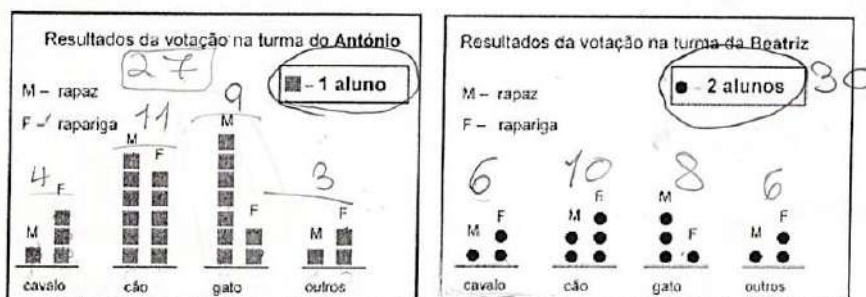 Resultados da votação na turma do António
27
■ – 1 aluno
M – rapaz
F – rapariga
4
11
9
3
M F
M F
M F
M F
cavalo cão gato outros
Resultados da votação na turma da Beatriz
● – 2 alunos
30
M – rapaz
F – rapariga
6
10
8
6
M F
M F
M F
M F
cavalo cão gato outros